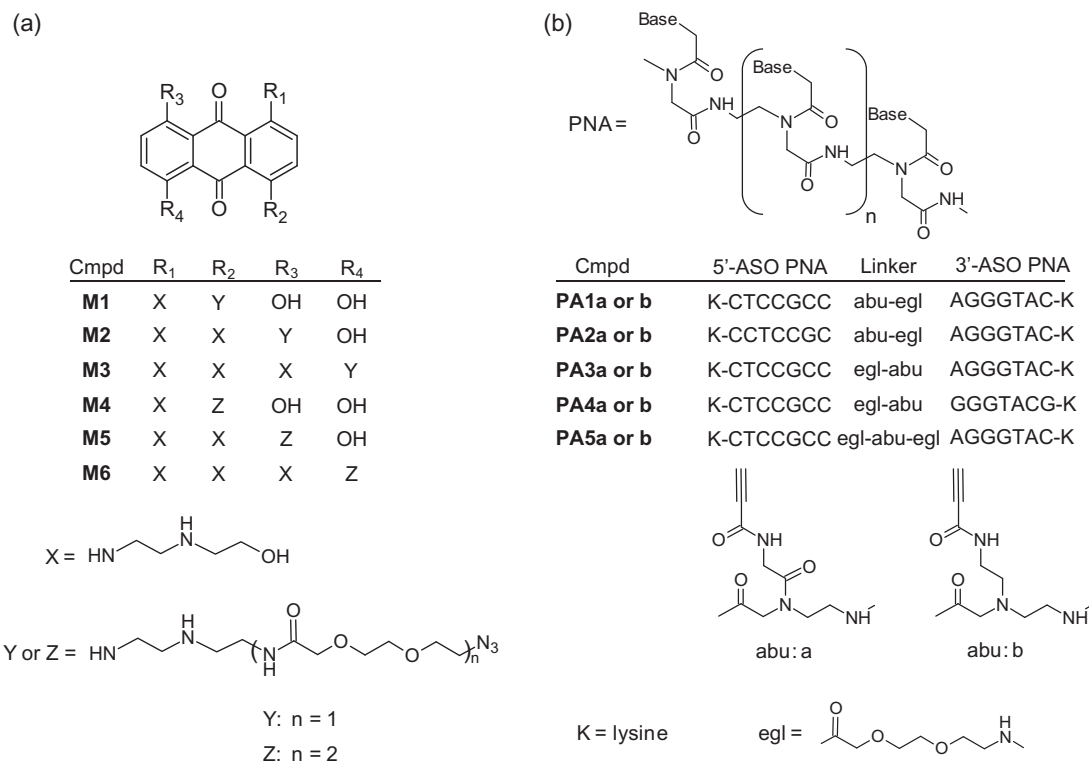 (a)
R3 O R1
R4 O R2
Cmpd R1 R2 R3 R4
M1 X Y OH OH
M2 X X Y OH
M3 X X X Y
M4 X Z OH OH
M5 X X Z OH
M6 X X X Z
X = HN H N OH
Y or Z = HN H N ( N H O O O ) n N3
Y: n = 1
Z: n = 2
(b)
PNA =
Base N O O NH
Base N O O NH n
Base N O O NH
Cmpd 5'-ASO PNA Linker 3'-ASO PNA
PA1a or b K-CTCCGCC abu-egl AGGGTAC-K
PA2a or b K-CCTCCGC abu-egl AGGGTAC-K
PA3a or b K-CTCCGCC egl-abu AGGGTAC-K
PA4a or b K-CTCCGCC egl-abu GGGTACG-K
PA5a or b K-CTCCGCC egl-abu-egl AGGGTAC-K
O NH O O N NH
abu: a
O NH O N NH
abu: b
K = lysine
egl = O O O H N